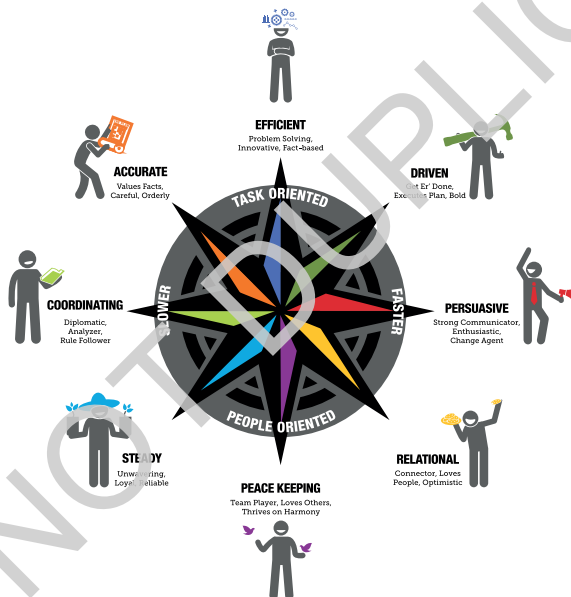 EFFICIENT
Problem Solving,
Innovative, Fact-based
ACCURATE
Values Facts,
Careful, Orderly
DRIVEN
Get Er' Done,
Executes Plan, Bold
TASK ORIENTED
COORDINATING
Diplomatic,
Analyzer,
Rule Follower
SLOWER
FASTER
PERSUASIVE
Strong Communicator,
Enthusiastic,
Change Agent
PEOPLE ORIENTED
STEADY
Unwavering,
Loyal, Reliable
RELATIONAL
Connector, Loves
People, Optimistic
PEACE KEEPING
Team Player, Loves Others,
Thrives on Harmony
NOT DUPLIC